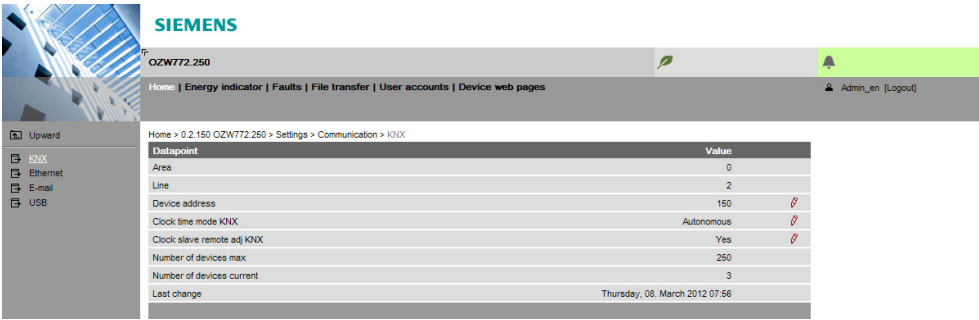 SIEMENS
OZW772.250
Home | Energy indicator | Faults | File transfer | User accounts | Device web pages
Admin_en [Logout]
Upward
KNX
Ethernet
E-mail
USB
Home > 0.2.150 OZW772.250 > Settings > Communication > KNX
Datapoint Value
Area 0
Line 2
Device address 150
Clock time mode KNX Autonomous
Clock slave remote adj KNX Yes
Number of devices max 250
Number of devices current 3
Last change Thursday, 08. March 2012 07:56